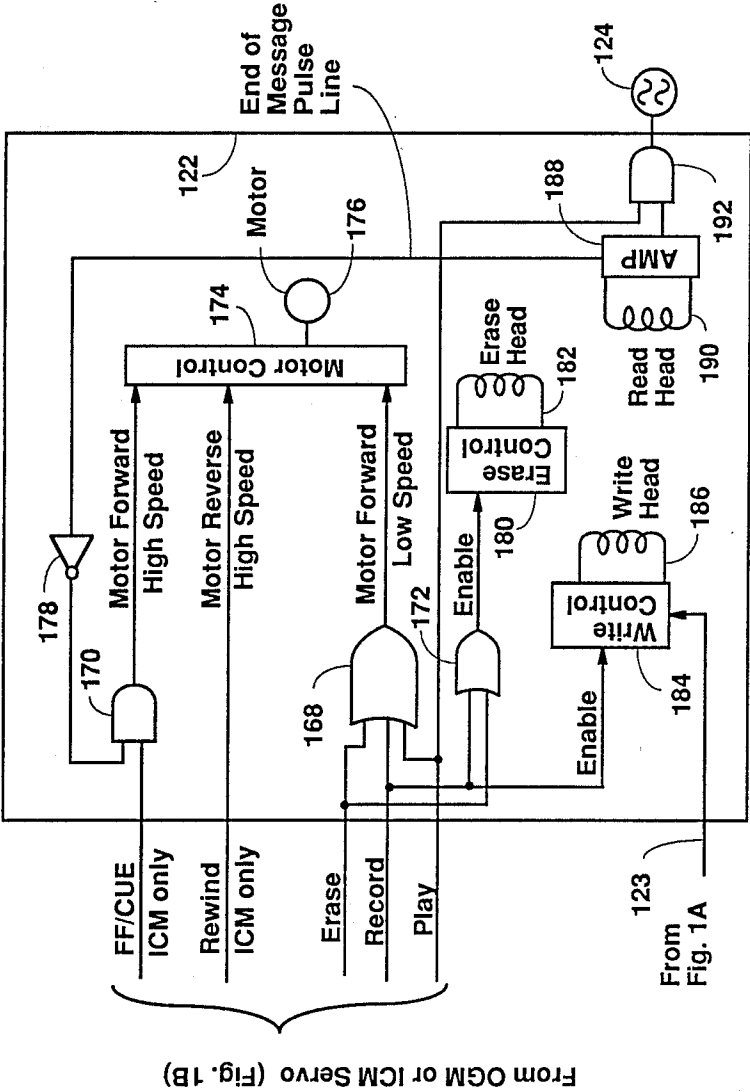 From OGM or ICM Servo (Fig. 1B)
FF/CUE
ICM only
Rewind
ICM only
Erase
Record
Play
From
Fig. 1A
123
178
170
Motor Forward
High Speed
Motor Reverse
High Speed
168
Motor Forward
Low Speed
172
Enable
Enable
Motor Control
174
Motor
176
Erase
Control
180
Erase
Head
182
Write
Control
184
Write
Head
186
Read
Head
190
AMP
188
192
122
End of
Message
Pulse
Line
124